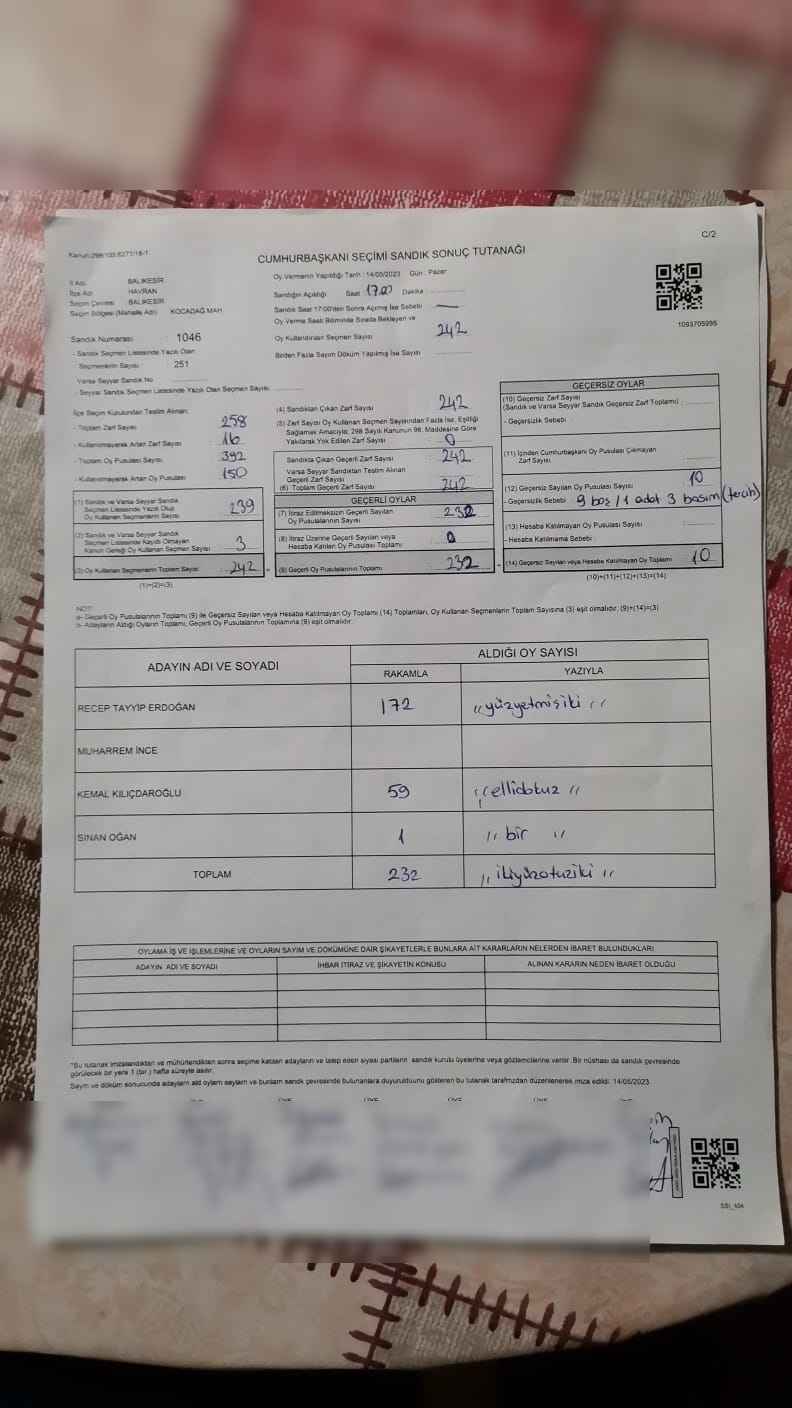 Kanun:298/103,6271/18-1
C/2
CUMHURBAŞKANI SEÇİMİ SANDIK SONUÇ TUTANAĞI
İl Adı BALIKESİR
İlçe Adı HAVRAN
Seçim Çevresi BALIKESİR
Seçim Bölgesi (Mahalle Adı) KOCADAĞ MAH.
Sandık Numarası 1046
- Sandık Seçmen Listesinde Yazılı Olan
Seçmenlerin Sayısı 251
Varsa Seyyar Sandık No
- Seyyar Sandık Seçmen Listesinde Yazılı Olan Seçmen Sayısı
Oy Vermenin Yapıldığı Tarih : 14/05/2023 Gün : Pazar
Sandığın Açıldığı Saat 17.00 Dakika :
Sandık Saat 17:00'den Sonra Açılmış İse Sebebi : —
Oy Verme Saati Bitiminde Sırada Bekleyen ve
Oy Kullandırılan Seçmen Sayısı 242
Birden Fazla Sayım Döküm Yapılmış İse Sayısı
1093705995
İlçe Seçim Kurulundan Teslim Alınan:
- Toplam Zarf Sayısı 258
- Kullanılmayarak Artan Zarf Sayısı 16
- Toplam Oy Pusulası Sayısı 392
- Kullanılmayarak Artan Oy Pusulası 150
(1) Sandık ve Varsa Seyyar Sandık
Seçmen Listesinde Yazılı Olup
Oy Kullanan Seçmenlerin Sayısı 239
(2) Sandık ve Varsa Seyyar Sandık
Seçmen Listesinde Kaydı Olmayan
Kanun Gereği Oy Kullanan Seçmen Sayısı 3
(3) Oy Kullanan Seçmenlerin Toplam Sayısı 242
(1)+(2)=(3)
(4) Sandıktan Çıkan Zarf Sayısı 242
(5) Zarf Sayısı Oy Kullanan Seçmen Sayısından Fazla İse, Eşitliği
Sağlamak Amacıyla; 298 Sayılı Kanunun 98. Maddesine Göre
Yakılarak Yok Edilen Zarf Sayısı 0
Sandıkta Çıkan Geçerli Zarf Sayısı 242
Varsa Seyyar Sandıktan Teslim Alınan
Geçerli Zarf Sayısı
(6) Toplam Geçerli Zarf Sayısı 242
GEÇERLİ OYLAR
(7) İtiraz Edilmeksizin Geçerli Sayılan
Oy Pusulalarının Sayısı 232
(8) İtiraz Üzerine Geçerli Sayılan veya
Hesaba Katılan Oy Pusulası Toplamı 0
(9) Geçerli Oy Pusulalarının Toplamı 232
GEÇERSİZ OYLAR
(10) Geçersiz Zarf Sayısı
(Sandık ve Varsa Seyyar Sandık Geçersiz Zarf Toplamı) :
- Geçersizlik Sebebi :
(11) İçinden Cumhurbaşkanı Oy Pusulası Çıkmayan
Zarf Sayısı
(12) Geçersiz Sayılan Oy Pusulası Sayısı 10
- Geçersizlik Sebebi : 9 boş / 1 adet 3 basım (tercih)
(13) Hesaba Katılmayan Oy Pusulası Sayısı :
- Hesaba Katılmama Sebebi :
(14) Geçersiz Sayılan veya Hesaba Katılmayan Oy Toplamı 10
(10)+(11)+(12)+(13)=(14)
NOT:
a- Geçerli Oy Pusulalarının Toplamı (9) ile Geçersiz Sayılan veya Hesaba Katılmayan Oy Toplamı (14) Toplamları, Oy Kullanan Seçmenlerin Toplam Sayısına (3) eşit olmalıdır. (9)+(14)=(3)
b- Adayların Aldığı Oyların Toplamı, Geçerli Oy Pusulalarının Toplamına (9) eşit olmalıdır.
ADAYIN ADI VE SOYADI ALDIĞI OY SAYISI
RAKAMLA YAZIYLA
RECEP TAYYİP ERDOĞAN 172 "yüzyetmişiki"
MUHARREM İNCE
KEMAL KILIÇDAROĞLU 59 "ellidokuz"
SİNAN OĞAN 1 "bir"
TOPLAM 232 "ikiyüzotuziki"
OYLAMA İŞ VE İŞLEMLERİNE VE OYLARIN SAYIM VE DÖKÜMÜNE DAİR ŞİKAYETLERLE BUNLARA AİT KARARLARIN NELERDEN İBARET BULUNDUKLARI
ADAYIN ADI VE SOYADI İHBAR İTİRAZ VE ŞİKAYETİN KONUSU ALINAN KARARIN NEDEN İBARET OLDUĞU
*Bu tutanak imzalandıktan ve mühürlendikten sonra seçime katılan adayların ve talep eden siyasi partilerin sandık kurulu üyelerine veya gözlemcilerine verilir. Bir nüshası da sandık çevresinde
görülecek bir yere 1 (bir ) hafta süreyle asılır.
Sayım ve döküm sonucunda adayların aldığı oyların sayısını ve bunların sandık çevresinde bulunanlara duyurulduğunu gösteren bu tutanak tarafımızdan düzenlenerek imza edildi. 14/05/2023